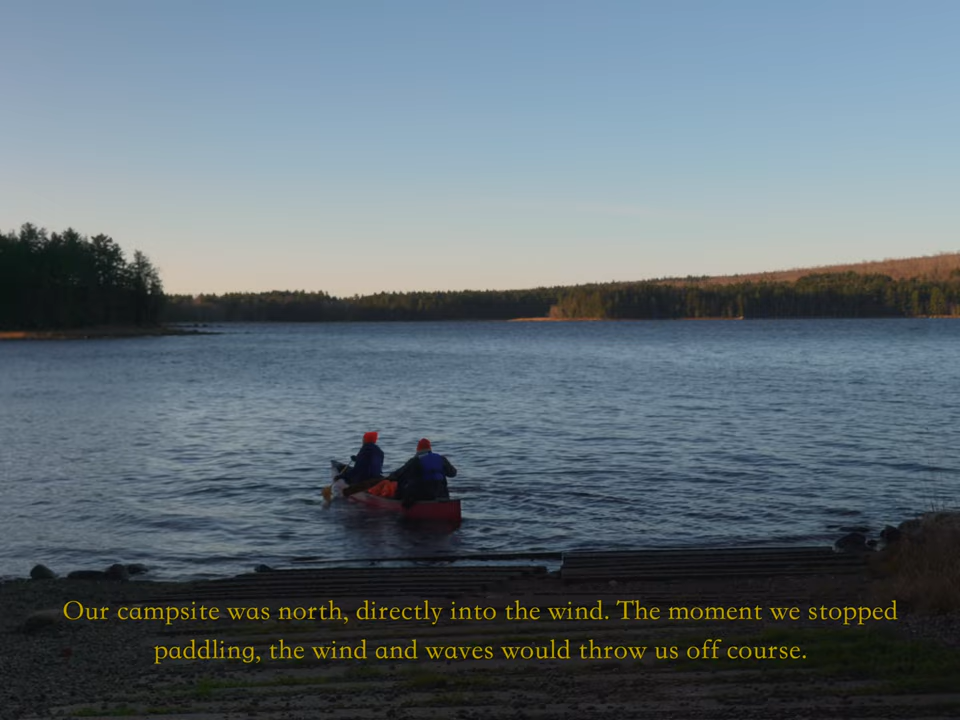 Our campsite was north, directly into the wind. The moment we stopped
paddling, the wind and waves would throw us off course.